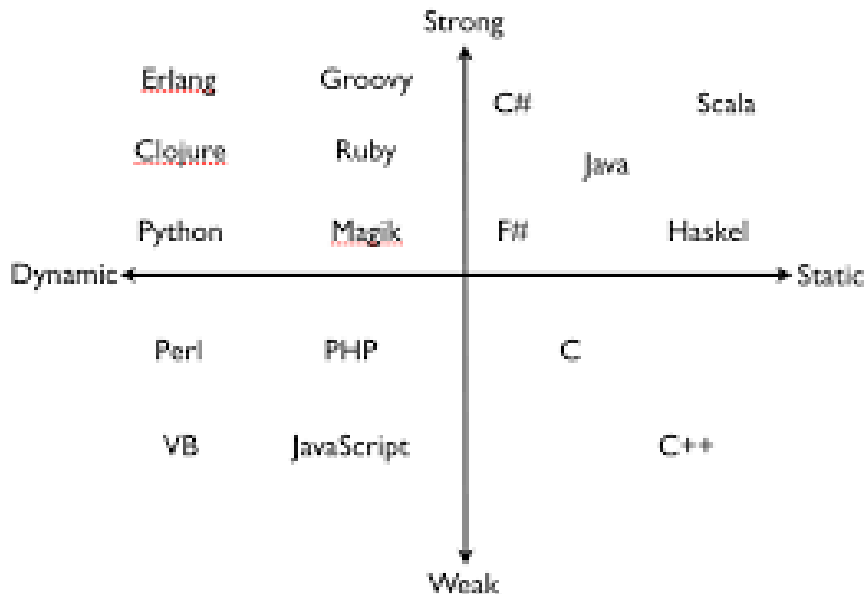 Strong
Erlang Groovy
C# Scala
Clojure Ruby
Java
Python Magik F# Haskel
Dynamic Static
Perl PHP C
VB JavaScript C++
Weak